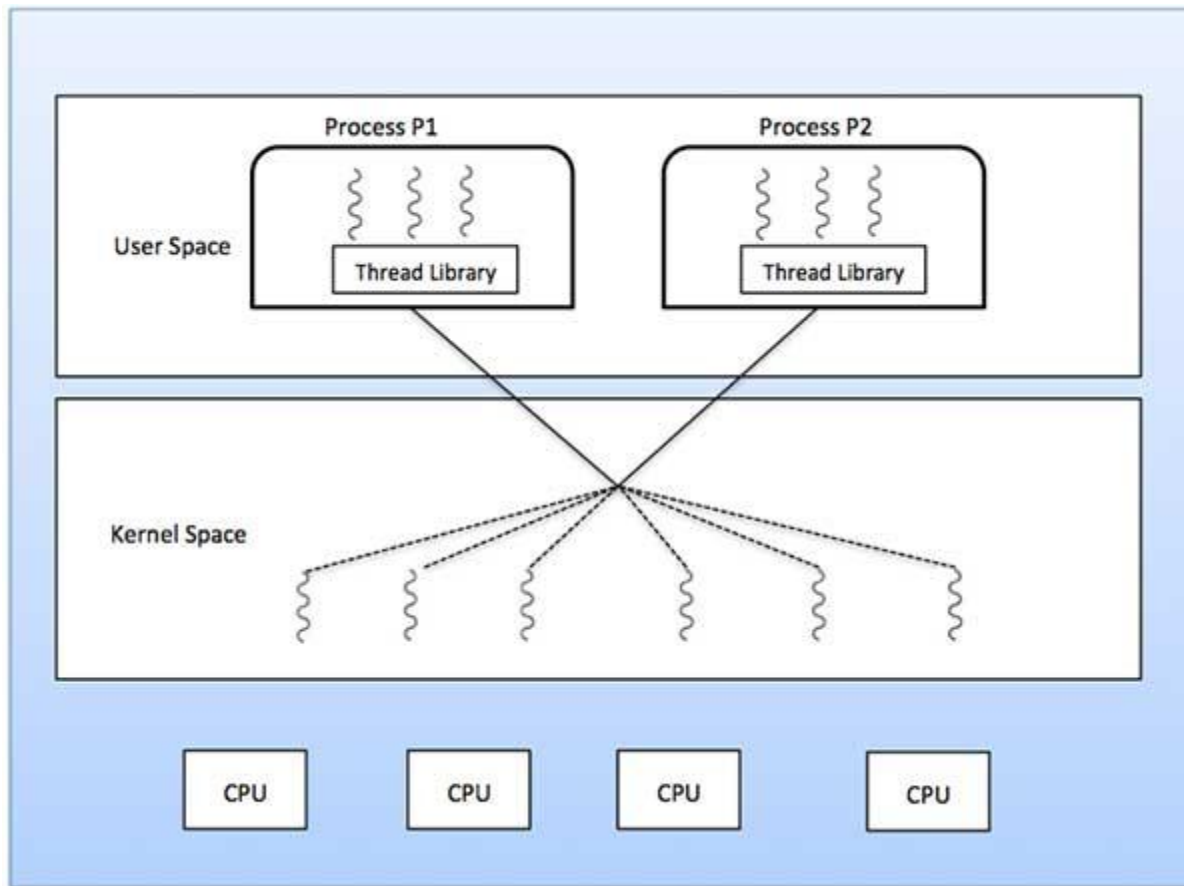 Process P1
Process P2
User Space
Thread Library
Thread Library
Kernel Space
CPU
CPU
CPU
CPU